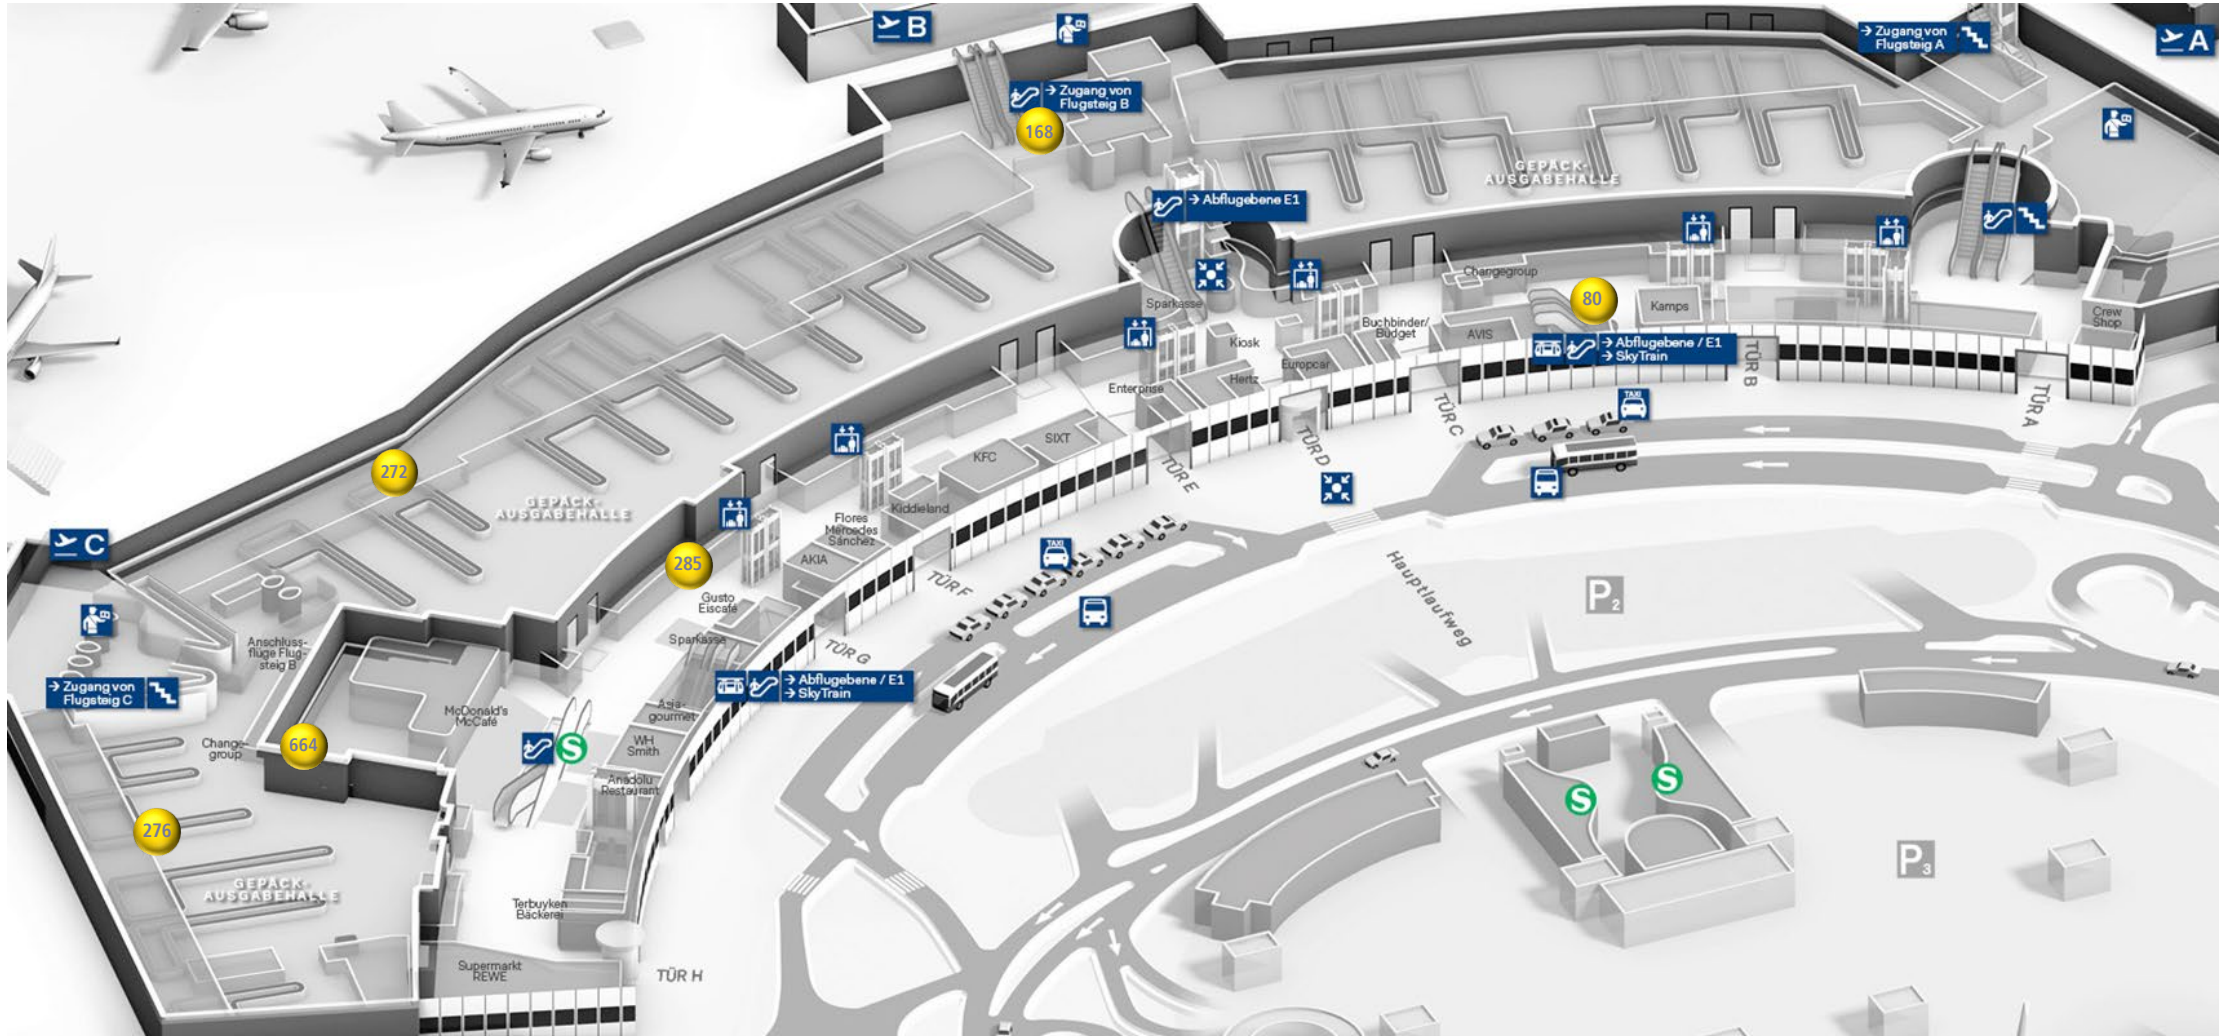 B
→ Zugang von
Flugsteig A
A
→ Zugang von
Flugsteig B
168
GEPÄCK-
AUSGABEHALLE
→ Abflugebene E1
Changegroup
80
Sparkasse
Kamps
Crew
Shop
Buchbinder/
Budget
AVIS
Kiosk
→ Abflugebene / E1
→ SkyTrain
Europcar
Hertz
Enterprise
TÜR B
TÜR A
TÜR C
TAXI
SIXT
KFC
TÜR D
TÜR E
272
GEPÄCK-
AUSGABEHALLE
Kiddieland
Flores
Mercedes
Sánchez
C
AKIA
285
TÜR F
TAXI
Hauptlaufweg
P2
Gusto
Eiscafé
Sparkasse
TÜR G
Anschluss-
flüge Flug-
steig B
→ Zugang von
Flugsteig C
→ Abflugebene / E1
→ SkyTrain
McDonald's
McCafé
Asia-
gourmet
Change
group
664
WH
Smith
S
Anadolu
Restaurant
S
S
276
P3
GEPÄCK-
AUSGABEHALLE
Terbuyken
Bäckerei
Supermarkt
REWE
TÜR H